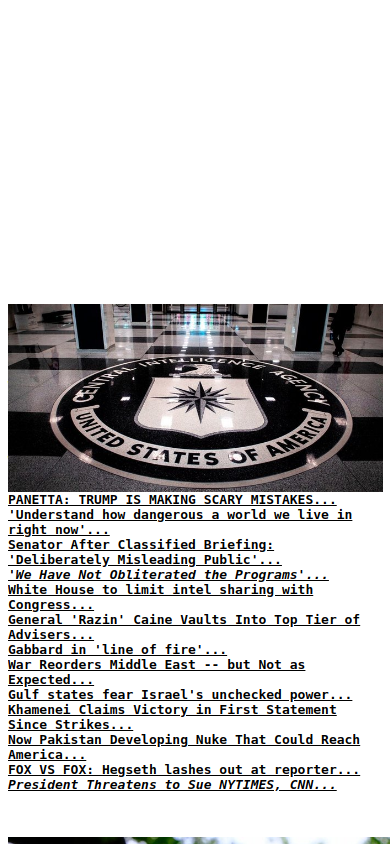 CENTRAL INTELLIGENCE AGENCY
UNITED STATES OF AMERICA
PANETTA: TRUMP IS MAKING SCARY MISTAKES...
'Understand how dangerous a world we live in
right now'...
Senator After Classified Briefing:
'Deliberately Misleading Public'...
'We Have Not Obliterated the Programs'...
White House to limit intel sharing with
Congress...
General 'Razin' Caine Vaults Into Top Tier of
Advisers...
Gabbard in 'line of fire'...
War Reorders Middle East -- but Not as
Expected...
Gulf states fear Israel's unchecked power...
Khamenei Claims Victory in First Statement
Since Strikes...
Now Pakistan Developing Nuke That Could Reach
America...
FOX VS FOX: Hegseth lashes out at reporter...
President Threatens to Sue NYTIMES, CNN...